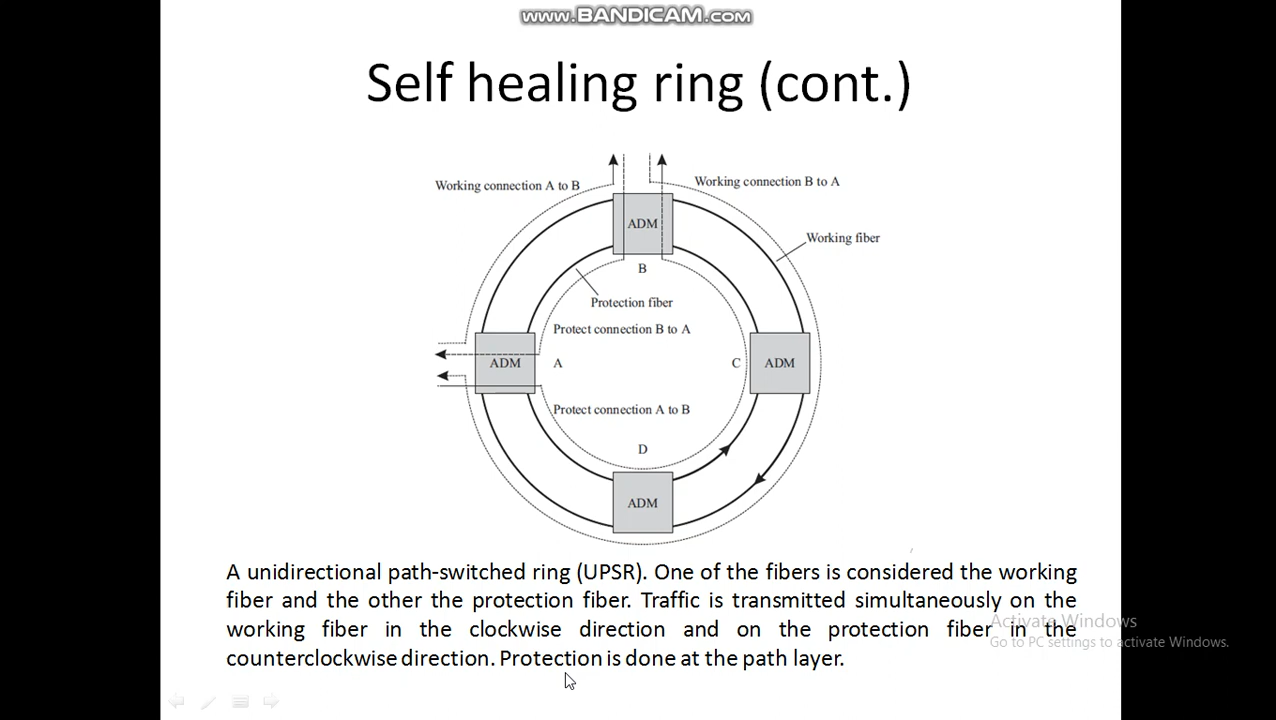 www.BANDICAM.com
Self healing ring (cont.)
Working connection A to B
Working connection B to A
ADM
Working fiber
B
Protection fiber
Protect connection B to A
ADM
A
C
ADM
Protect connection A to B
D
ADM
A unidirectional path-switched ring (UPSR). One of the fibers is considered the working
fiber and the other the protection fiber. Traffic is transmitted simultaneously on the
working fiber in the clockwise direction and on the protection fiber in the
counterclockwise direction. Protection is done at the path layer.
Activate Windows
Go to PC settings to activate Windows.